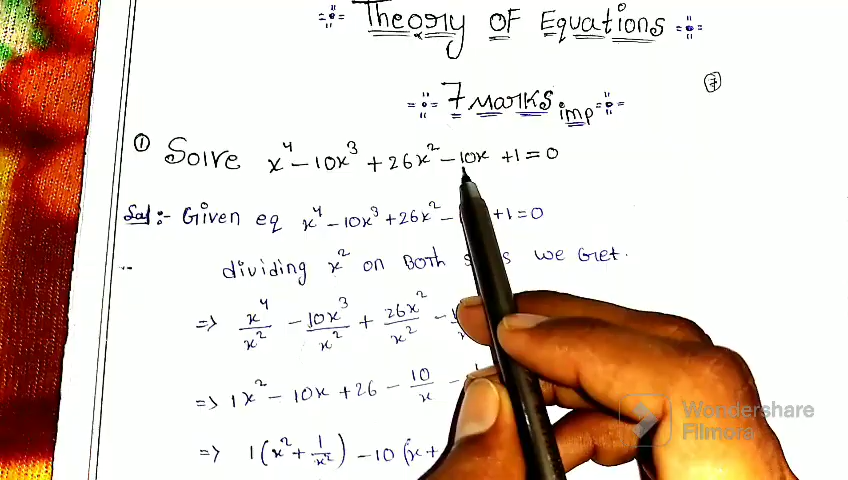 Theory of Equations
7
7 marks imp
① Solve x⁴ − 10x³ + 26x² − 10x + 1 = 0
Sol :- Given eq x⁴ − 10x³ + 26x² − +1 = 0
dividing x² on Both we Get.
=> x⁴/x² − 10x³/x² + 26x²/x² −
=> 1x² − 10x + 26 − 10/x
=> 1(x² + 1/x²) − 10(x +
Wondershare
Filmora